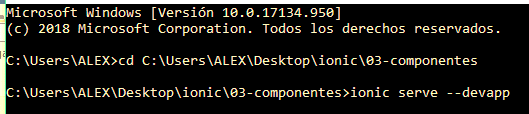 Microsoft Windows [Versión 10.0.17134.950]
(c) 2018 Microsoft Corporation. Todos los derechos reservados.
C:\Users\ALEX>cd C:\Users\ALEX\Desktop\ionic\03-componentes
C:\Users\ALEX\Desktop\ionic\03-componentes>ionic serve --devapp